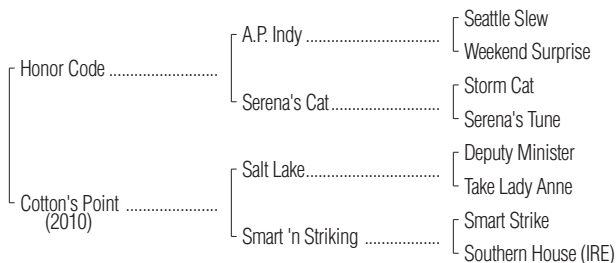 Seattle Slew
A.P. Indy ................................
Weekend Surprise
Honor Code ..........................
Storm Cat
Serena's Cat..........................
Serena's Tune
Deputy Minister
Salt Lake................................
Take Lady Anne
Cotton's Point ......................
(2010)
Smart Strike
Smart 'n Striking ..................
Southern House (IRE)